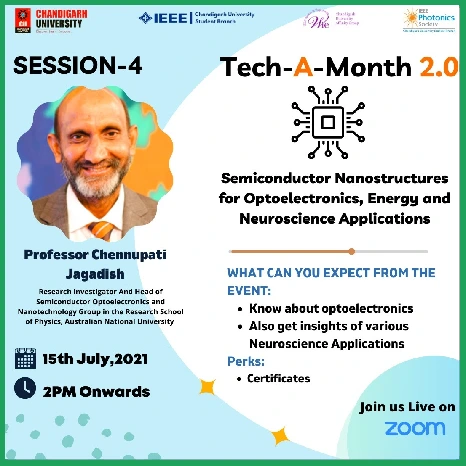 CHANDIGARH
UNIVERSITY
IEEE
Chandigarh University
Student Branch
IEEE
Photonics
Society
SESSION-4
Tech-A-Month 2.0
Semiconductor Nanostructures
for Optoelectronics, Energy and
Neuroscience Applications
Professor Chennupati
Jagadish
Research Investigator And Head of
Semiconductor Optoelectronics and
Nanotechnology Group in the Research School
of Physics, Australian National University
WHAT CAN YOU EXPECT FROM THE
EVENT:
• Know about optoelectronics
• Also get insights of various
Neuroscience Applications
Perks:
• Certificates
15th July,2021
2PM Onwards
Join us Live on
zoom